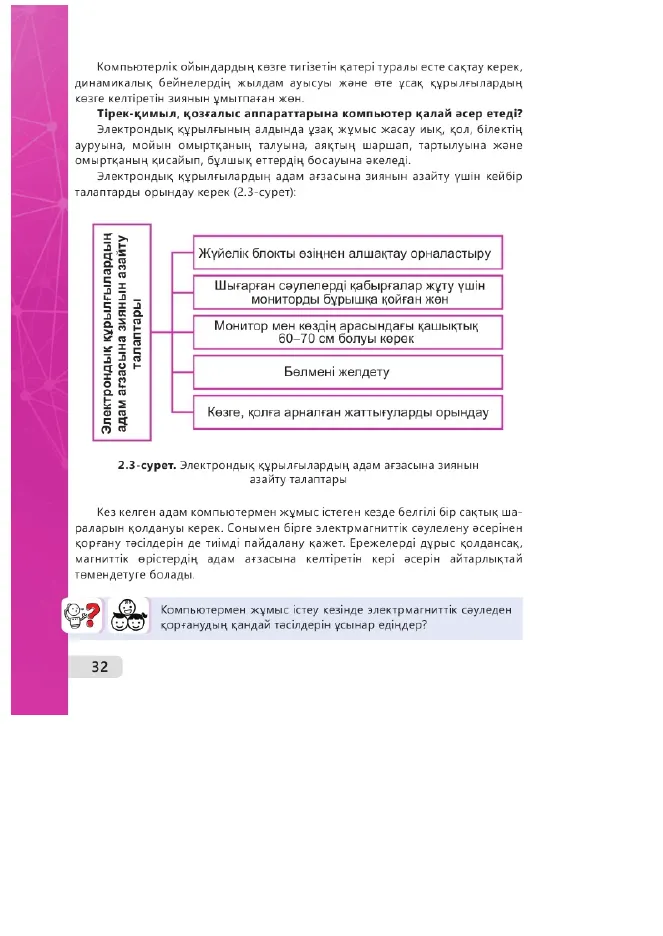 Компьютерлік ойындардың көзге тигізетін қатері туралы есте сақтау керек,
динамикалық бейнелердің жылдам ауысуы және өте ұсақ құрылғылардың
көзге келтіретін зиянын ұмытпаған жөн.
Тірек-қимыл, қозғалыс аппараттарына компьютер қалай әсер етеді?
Электрондық құрылғының алдында ұзақ жұмыс жасау иық, қол, білектің
ауруына, мойын омыртқаның талуына, аяқтың шаршап, тартылуына және
омыртқаның қисайып, бұлшық еттердің босауына әкеледі.
Электрондық құрылғылардың адам ағзасына зиянын азайту үшін кейбір
талаптарды орындау керек (2.3-сурет):
Электрондық құрылғылардың
адам ағзасына зиянын азайту
талаптары
Жүйелік блокты өзіңнен алшақтау орналастыру
Шығарған сәулелерді қабырғалар жұту үшін
мониторды бұрышқа қойған жөн
Монитор мен көздің арасындағы қашықтық
60–70 см болуы керек
Бөлмені желдету
Көзге, қолға арналған жаттығуларды орындау
2.3-сурет. Электрондық құрылғылардың адам ағзасына зиянын
азайту талаптары
Кез келген адам компьютермен жұмыс істеген кезде белгілі бір сақтық ша-
раларын қолдануы керек. Сонымен бірге электрмагниттік сәулелену әсерінен
қорғану тәсілдерін де тиімді пайдалану қажет. Ережелерді дұрыс қолдансақ,
магниттік өрістердің адам ағзасына келтіретін кері әсерін айтарлықтай
төмендетуге болады.
Компьютермен жұмыс істеу кезінде электрмагниттік сәуледен
қорғанудың қандай тәсілдерін ұсынар едіңдер?
32